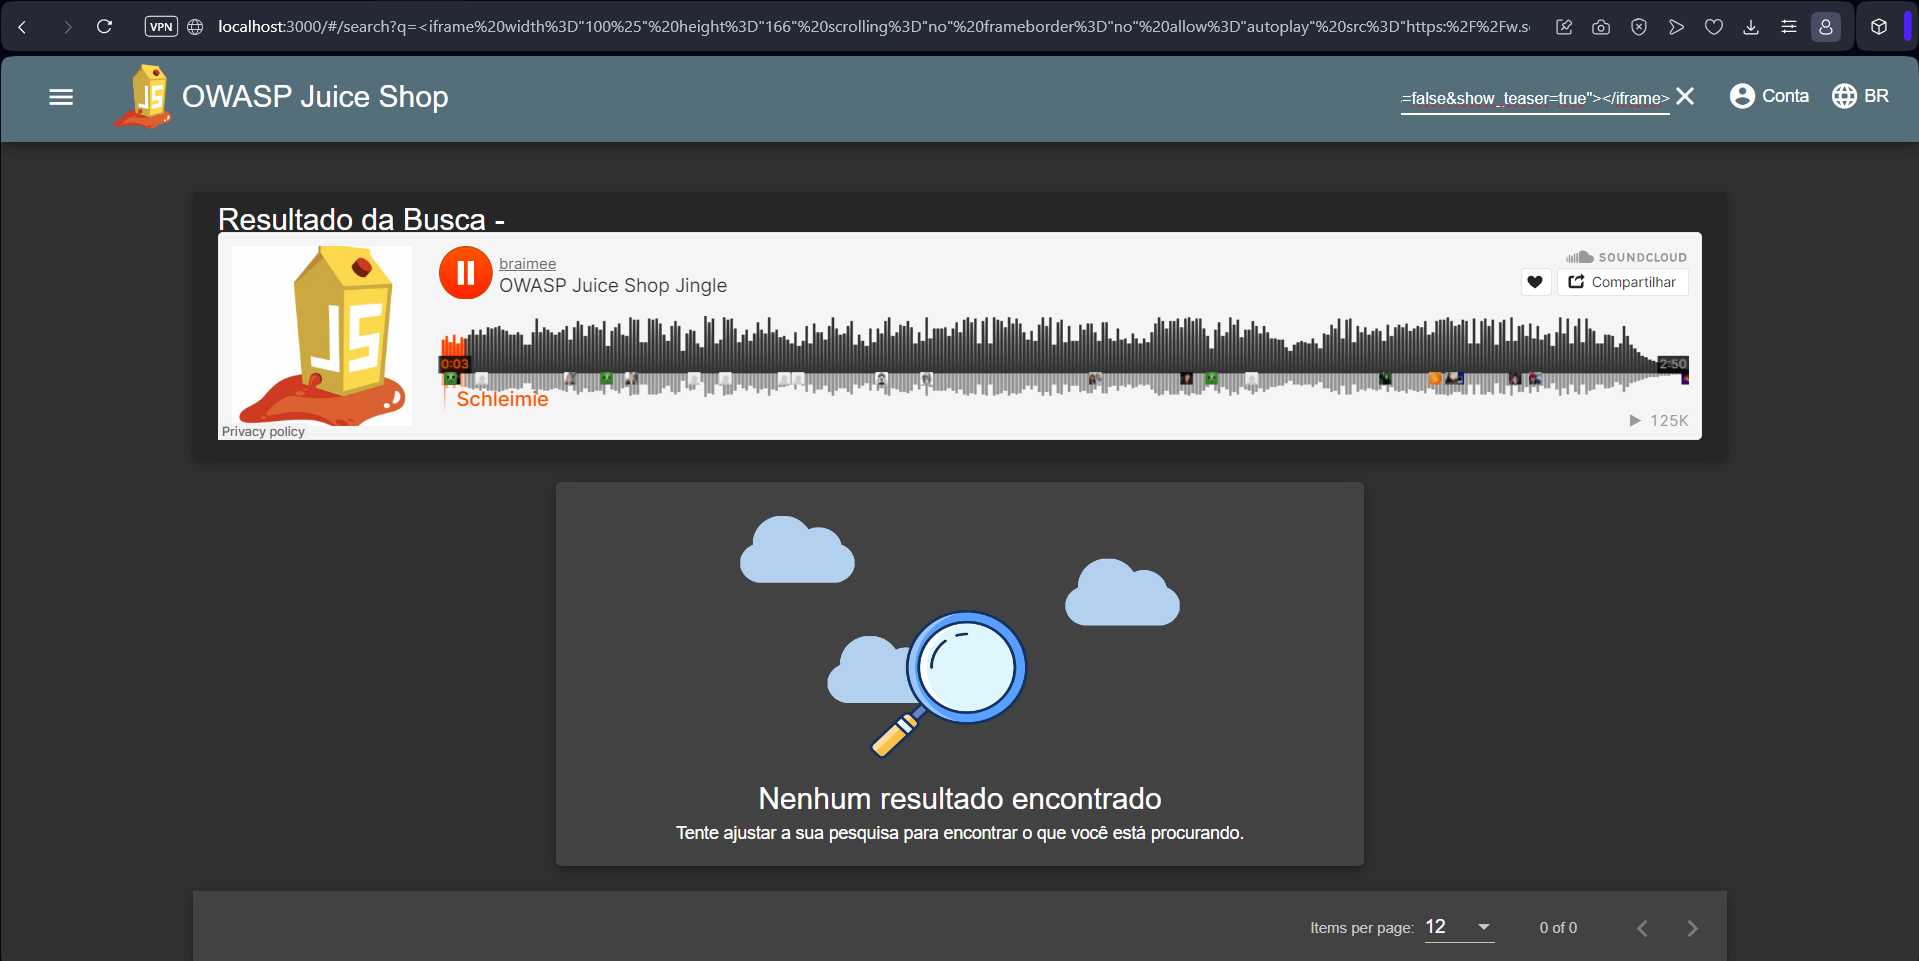 VPN
localhost:3000/#/search?q=<iframe%20width%3D"100%25"%20height%3D"166"%20scrolling%3D"no"%20frameborder%3D"no"%20allow%3D"autoplay"%20src%3D"https:%2F%2Fw.s
JS
OWASP Juice Shop
=false&show_teaser=true"></iframe>
Conta
BR
Resultado da Busca -
JS
braimee
OWASP Juice Shop Jingle
SOUNDCLOUD
Compartilhar
0:03
2:50
Schleimie
125K
Privacy policy
Nenhum resultado encontrado
Tente ajustar a sua pesquisa para encontrar o que você está procurando.
Items per page: 12
0 of 0